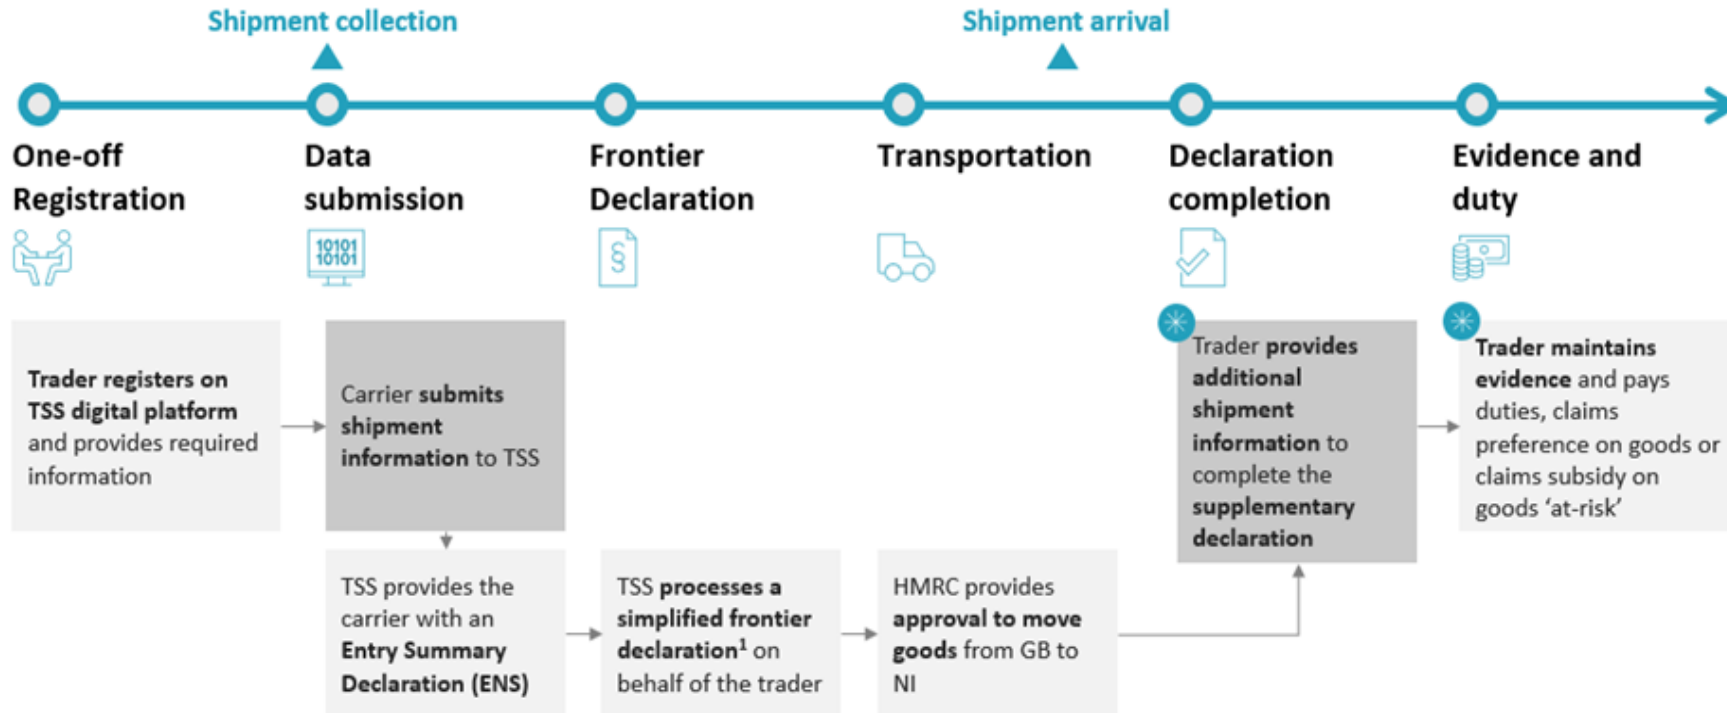 Shipment collection
Shipment arrival
One-off
Registration
Data
submission
Frontier
Declaration
Transportation
Declaration
completion
Evidence and
duty
10101
10101
§
Trader registers on
TSS digital platform
and provides required
information
Carrier submits
shipment
information to TSS
TSS provides the
carrier with an
Entry Summary
Declaration (ENS)
TSS processes a
simplified frontier
declaration¹ on
behalf of the trader
HMRC provides
approval to move
goods from GB to
NI
Trader provides
additional
shipment
information to
complete the
supplementary
declaration
Trader maintains
evidence and pays
duties, claims
preference on goods or
claims subsidy on
goods ‘at-risk’